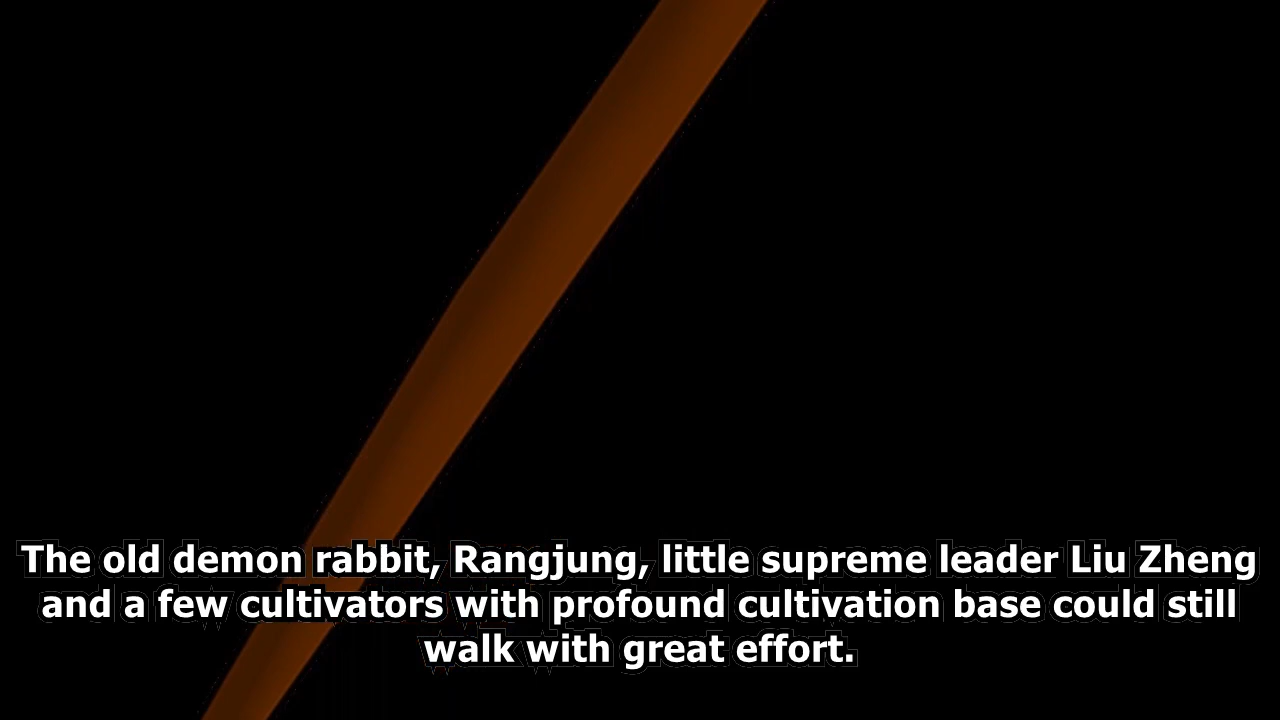 The old demon rabbit, Rangjung, little supreme leader Liu Zheng
and a few cultivators with profound cultivation base could still
walk with great effort.